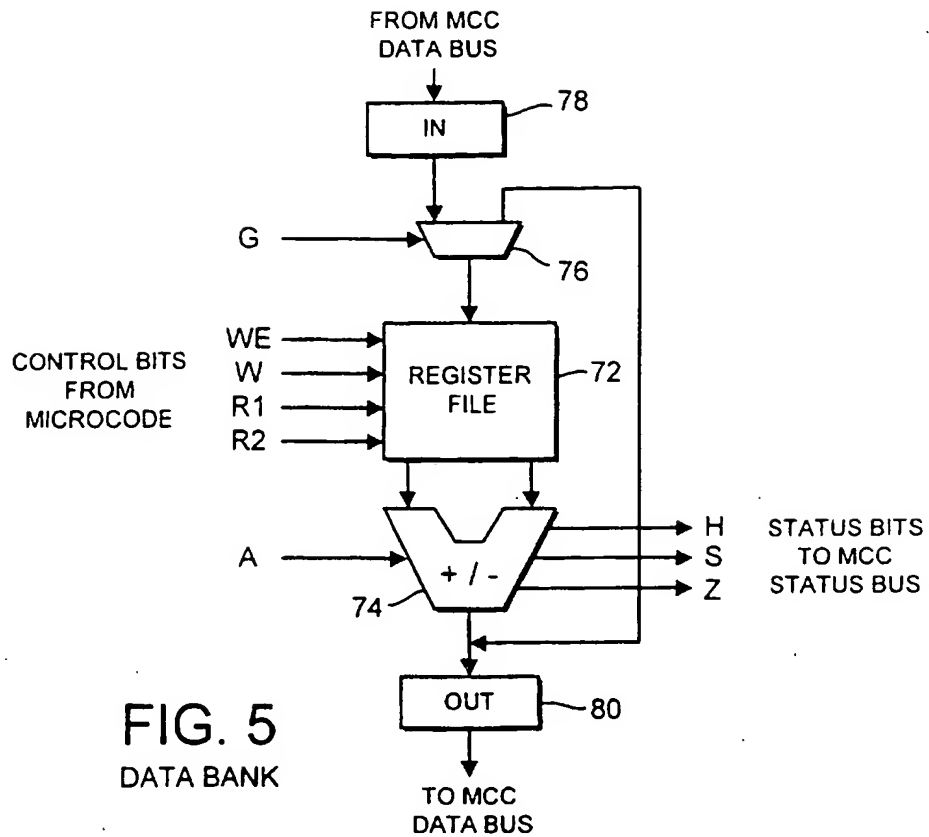 FROM MCC
DATA BUS
78
IN
G
76
CONTROL BITS
FROM
MICROCODE
WE
W
R1
R2
REGISTER
FILE
72
A
+ / -
74
H
S
Z
STATUS BITS
TO MCC
STATUS BUS
OUT
80
FIG. 5
DATA BANK
TO MCC
DATA BUS